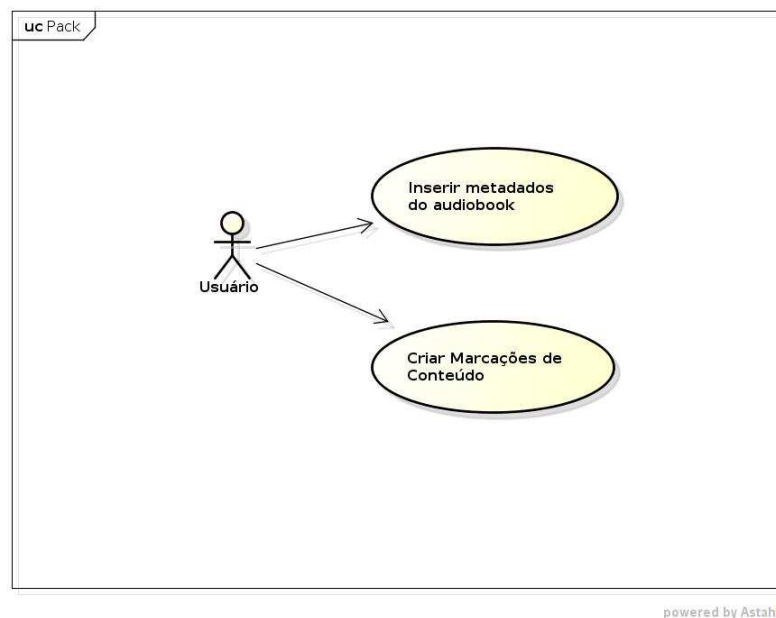 uc Pack
Inserir metadados
do audiobook
Usuário
Criar Marcações de
Conteúdo
powered by Astah